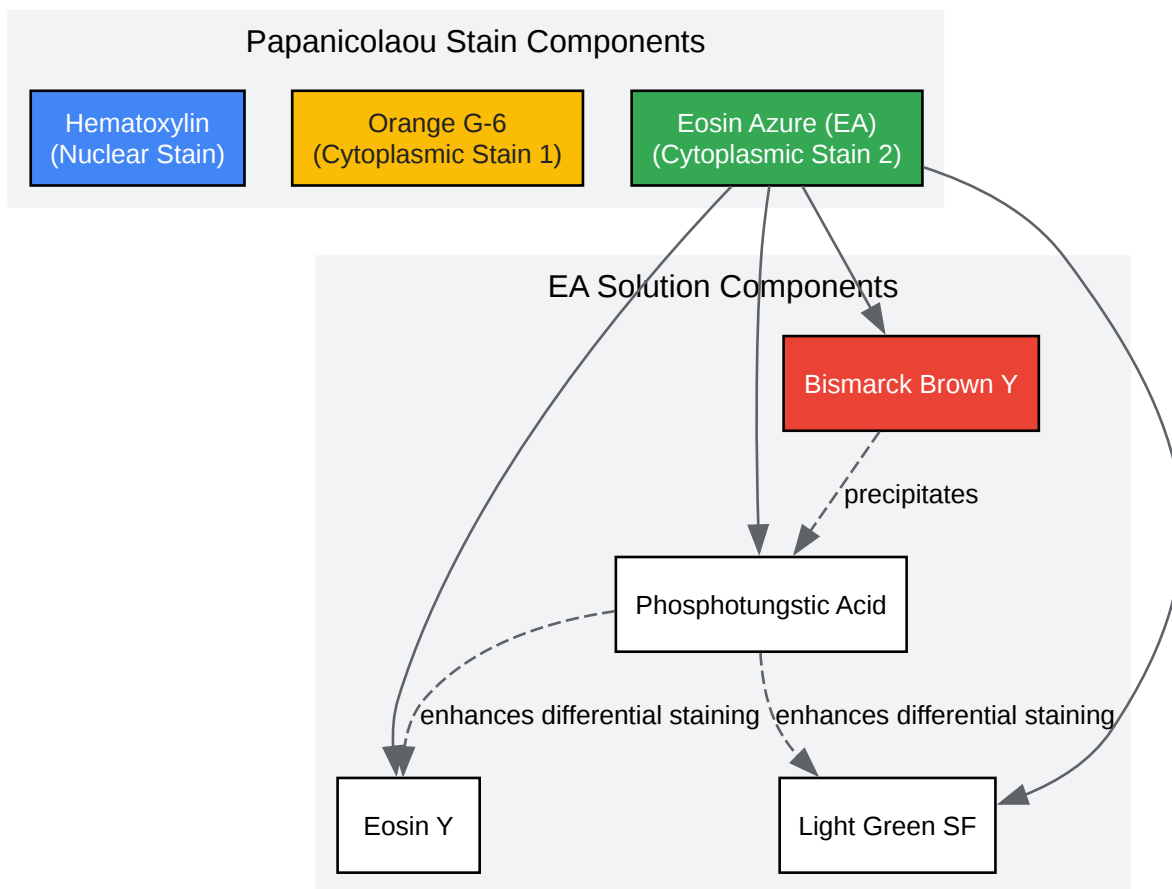 Papanicolaou Stain Components
Hematoxylin
(Nuclear Stain)
Orange G-6
(Cytoplasmic Stain 1)
Eosin Azure (EA)
(Cytoplasmic Stain 2)
EA Solution Components
Bismarck Brown Y
precipitates
Phosphotungstic Acid
enhances differential staining
enhances differential staining
Eosin Y
Light Green SF